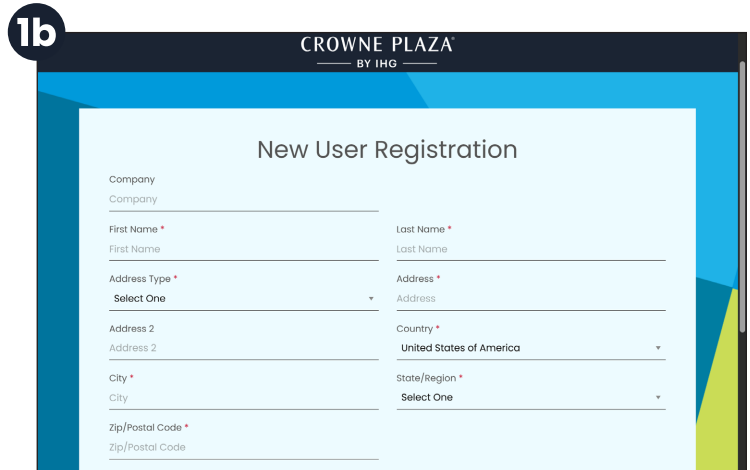 1b
CROWNE PLAZA
BY IHG
New User Registration
Company
Company
First Name * Last Name *
First Name Last Name
Address Type * Address *
Select One Address
Address 2 Country *
Address 2 United States of America
City * State/Region *
City Select One
Zip/Postal Code *
Zip/Postal Code